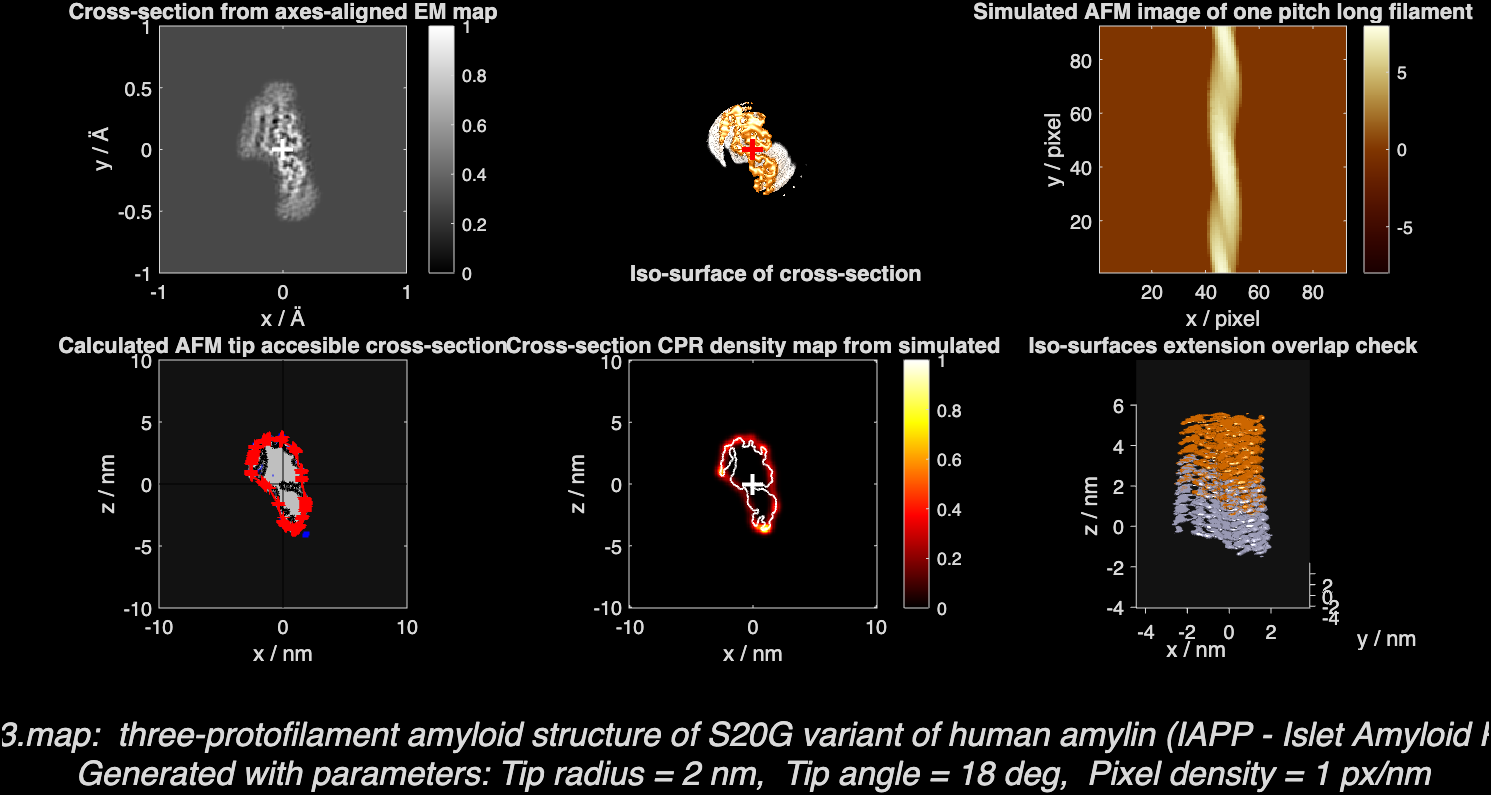 Cross-section from axes-aligned EM map
1
0.5
0
-0.5
-1
y / Ä
-1 0 1
x / Ä
1
0.8
0.6
0.4
0.2
0
Iso-surface of cross-section
Simulated AFM image of one pitch long filament
80
60
40
20
y / pixel
20 40 60 80
x / pixel
5
0
-5
Calculated AFM tip accesible cross-section
10
5
0
-5
-10
z / nm
-10 0 10
x / nm
Cross-section CPR density map from simulated
10
5
0
-5
-10
z / nm
-10 0 10
x / nm
1
0.8
0.6
0.4
0.2
0
Iso-surfaces extension overlap check
6
4
2
0
-2
-4
z / nm
-4 -2 0 2
x / nm
2
0
-2
-4
y / nm
3.map: three-protofilament amyloid structure of S20G variant of human amylin (IAPP - Islet Amyloid
Generated with parameters: Tip radius = 2 nm, Tip angle = 18 deg, Pixel density = 1 px/nm